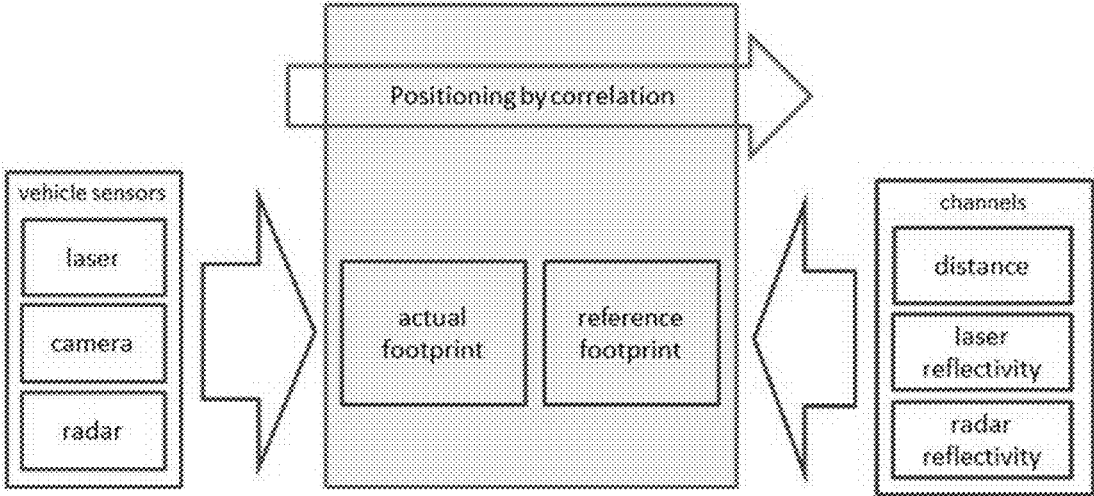 Positioning by correlation
vehicle sensors
laser
camera
radar
actual
footprint
reference
footprint
channels
distance
laser
reflectivity
radar
reflectivity